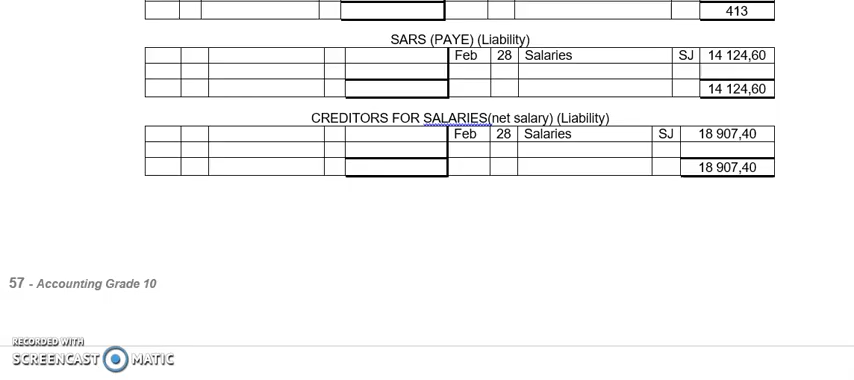 413
SARS (PAYE) (Liability)
Feb 28 Salaries SJ 14 124,60
14 124,60
CREDITORS FOR SALARIES(net salary) (Liability)
Feb 28 Salaries SJ 18 907,40
18 907,40
57 - Accounting Grade 10
RECORDED WITH
SCREENCAST MATIC